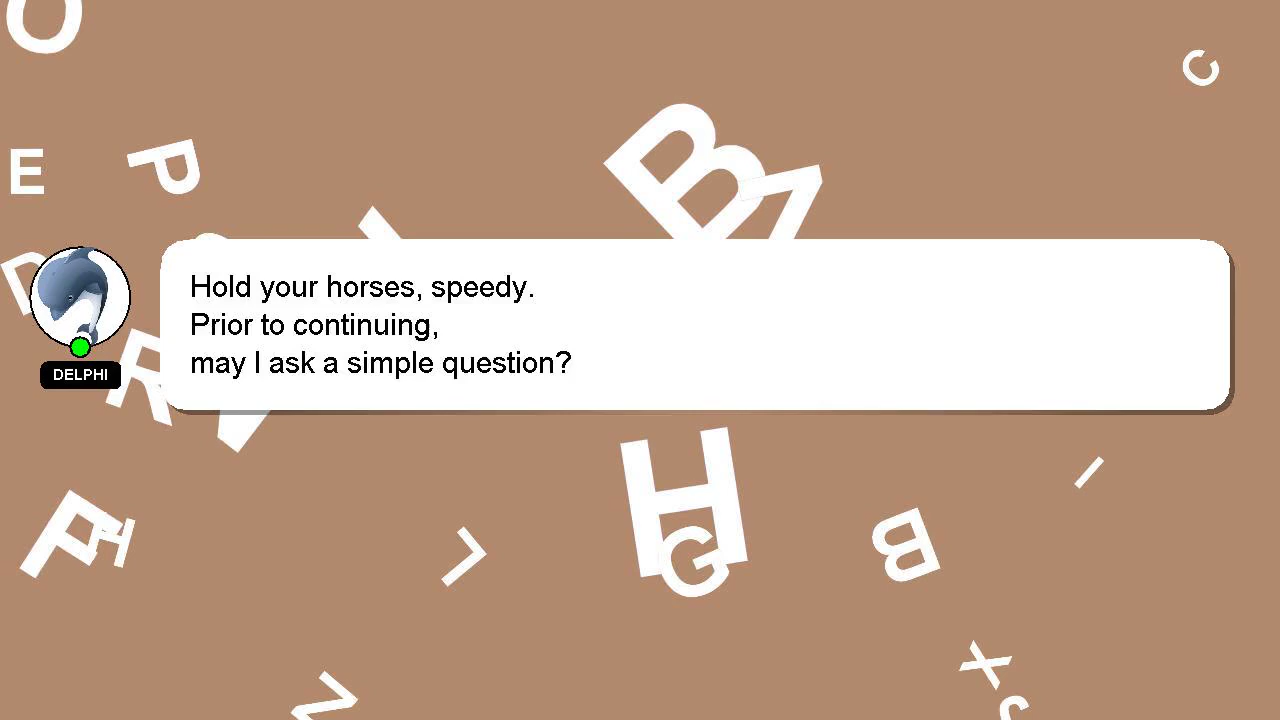 O
C
E
P
B
Z
D
Hold your horses, speedy.
Prior to continuing,
may I ask a simple question?
DELPHI
R
H
G
I
P
H
L
B
Z
X
J